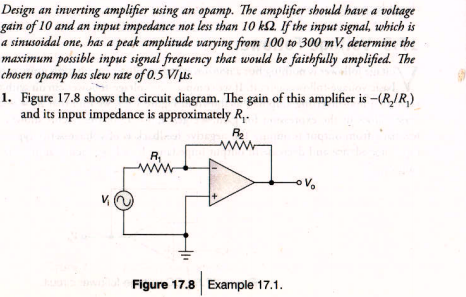 Design an inverting amplifier using an opamp. The amplifier should have a voltage
gain of 10 and an input impedance not less than 10 kΩ. If the input signal, which is
a sinusoidal one, has a peak amplitude varying from 100 to 300 mV, determine the
maximum possible input signal frequency that would be faithfully amplified. The
chosen opamp has slew rate of 0.5 V/μs.
1. Figure 17.8 shows the circuit diagram. The gain of this amplifier is –(R₂/R₁)
and its input impedance is approximately R₁.
R₂
R₁
Vᵢ
–
+
Vₒ
Figure 17.8 Example 17.1.